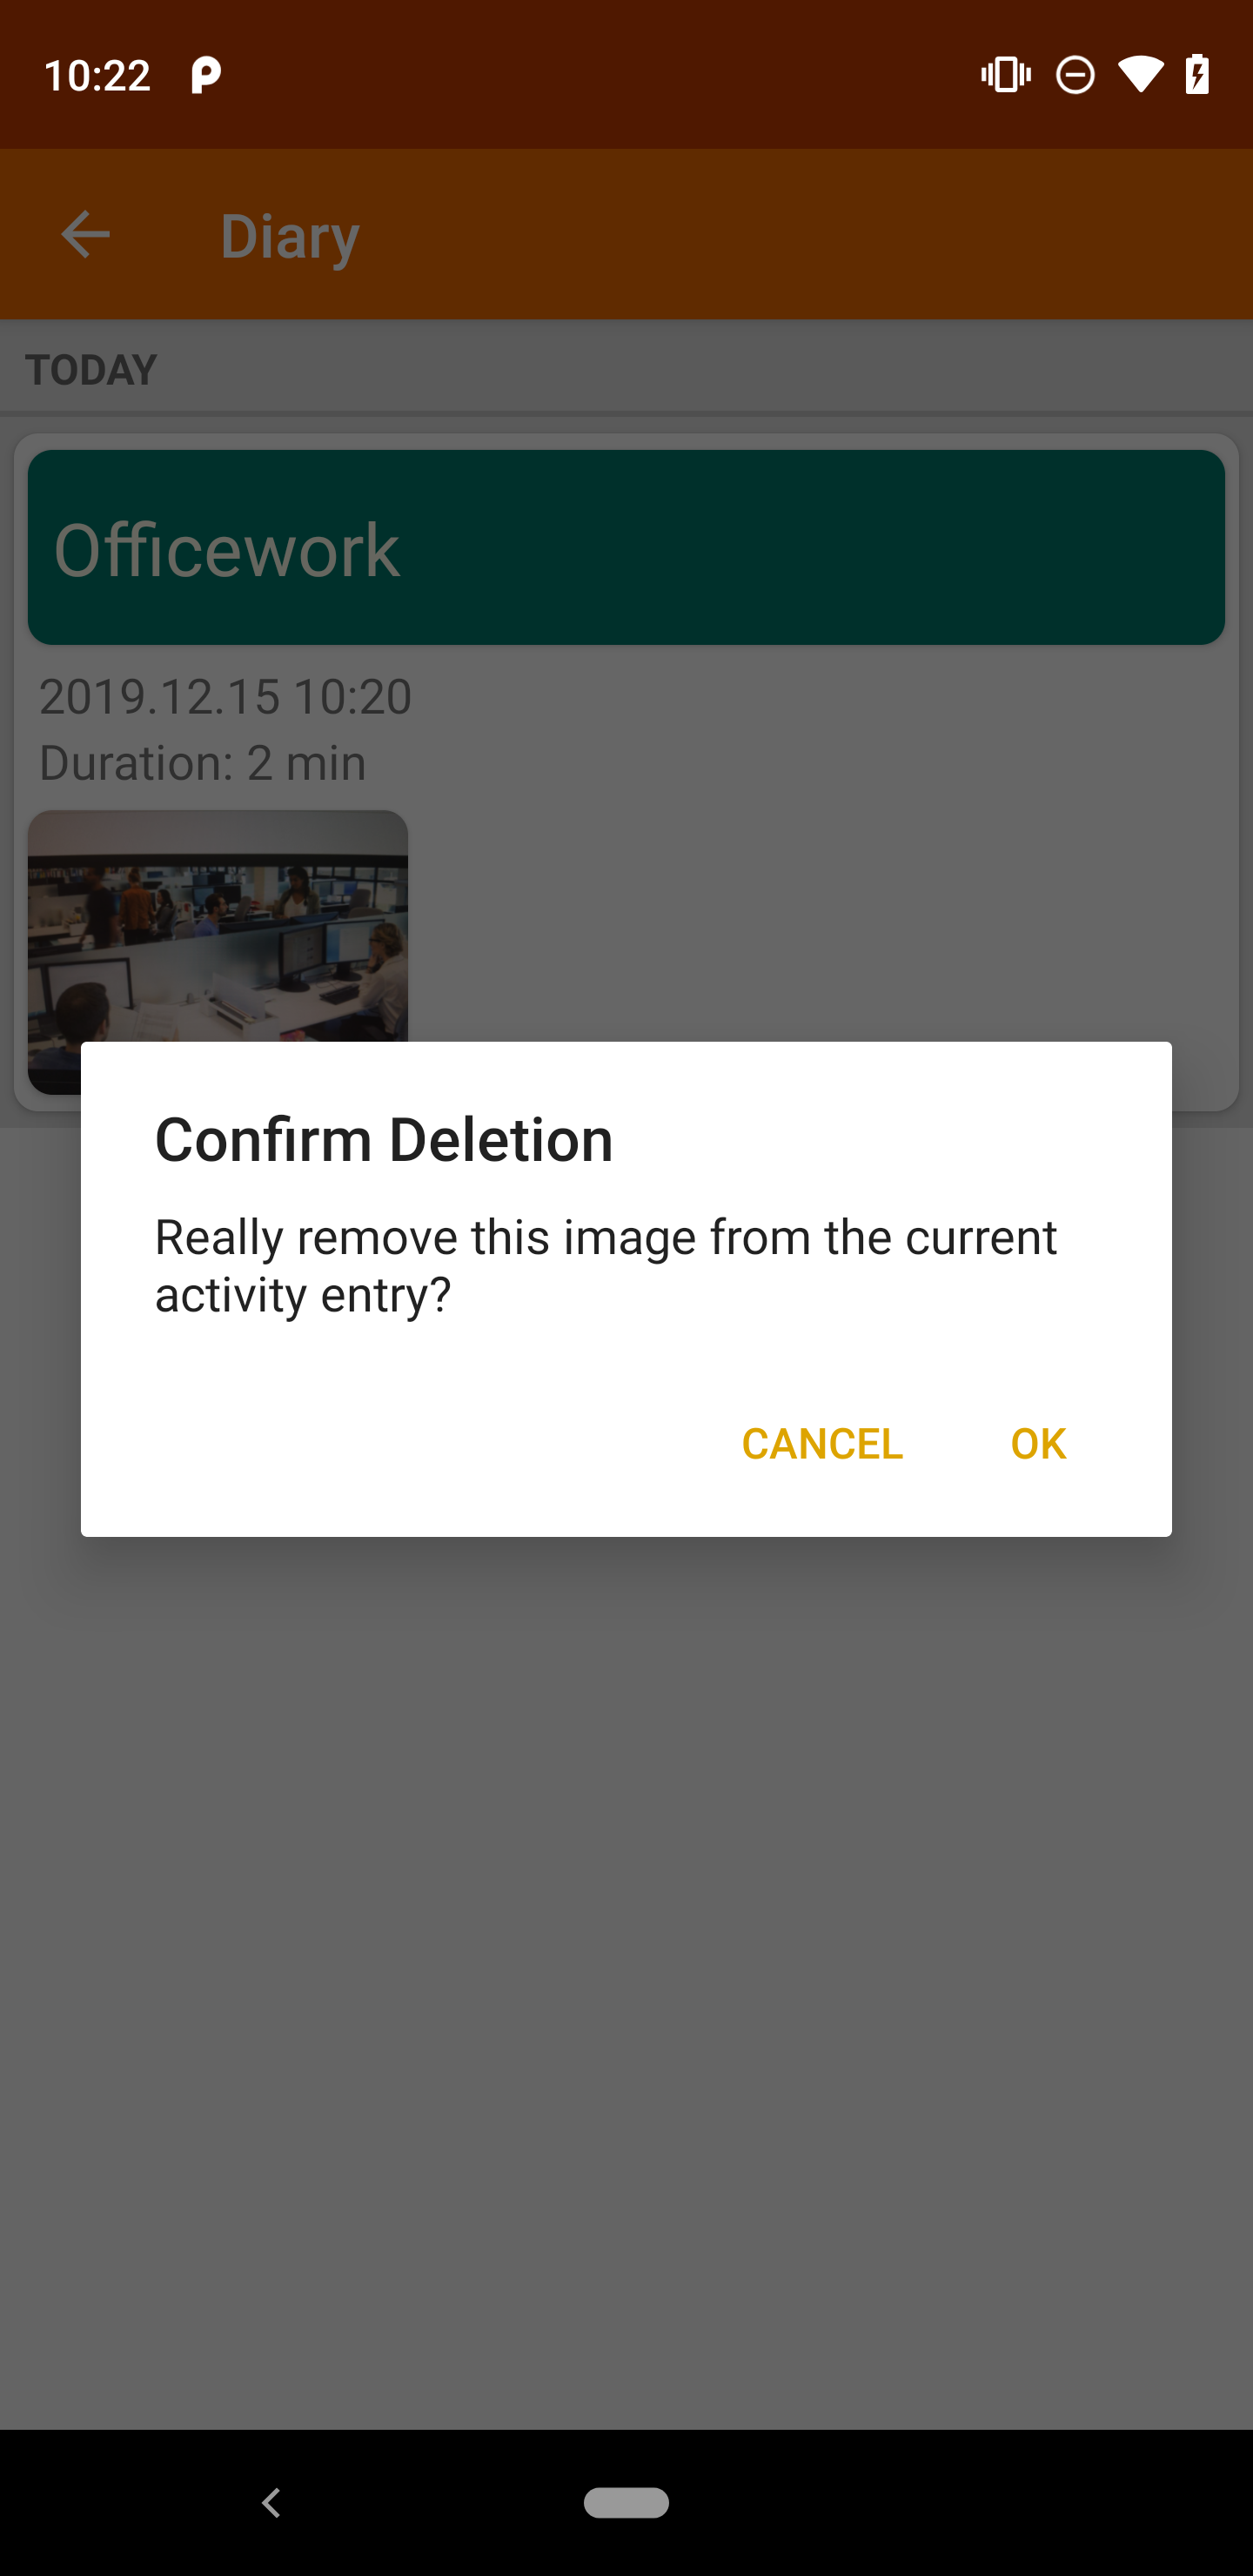 10:22
Diary
TODAY
Officework
2019.12.15 10:20
Duration: 2 min
Confirm Deletion
Really remove this image from the current
activity entry?
CANCEL OK